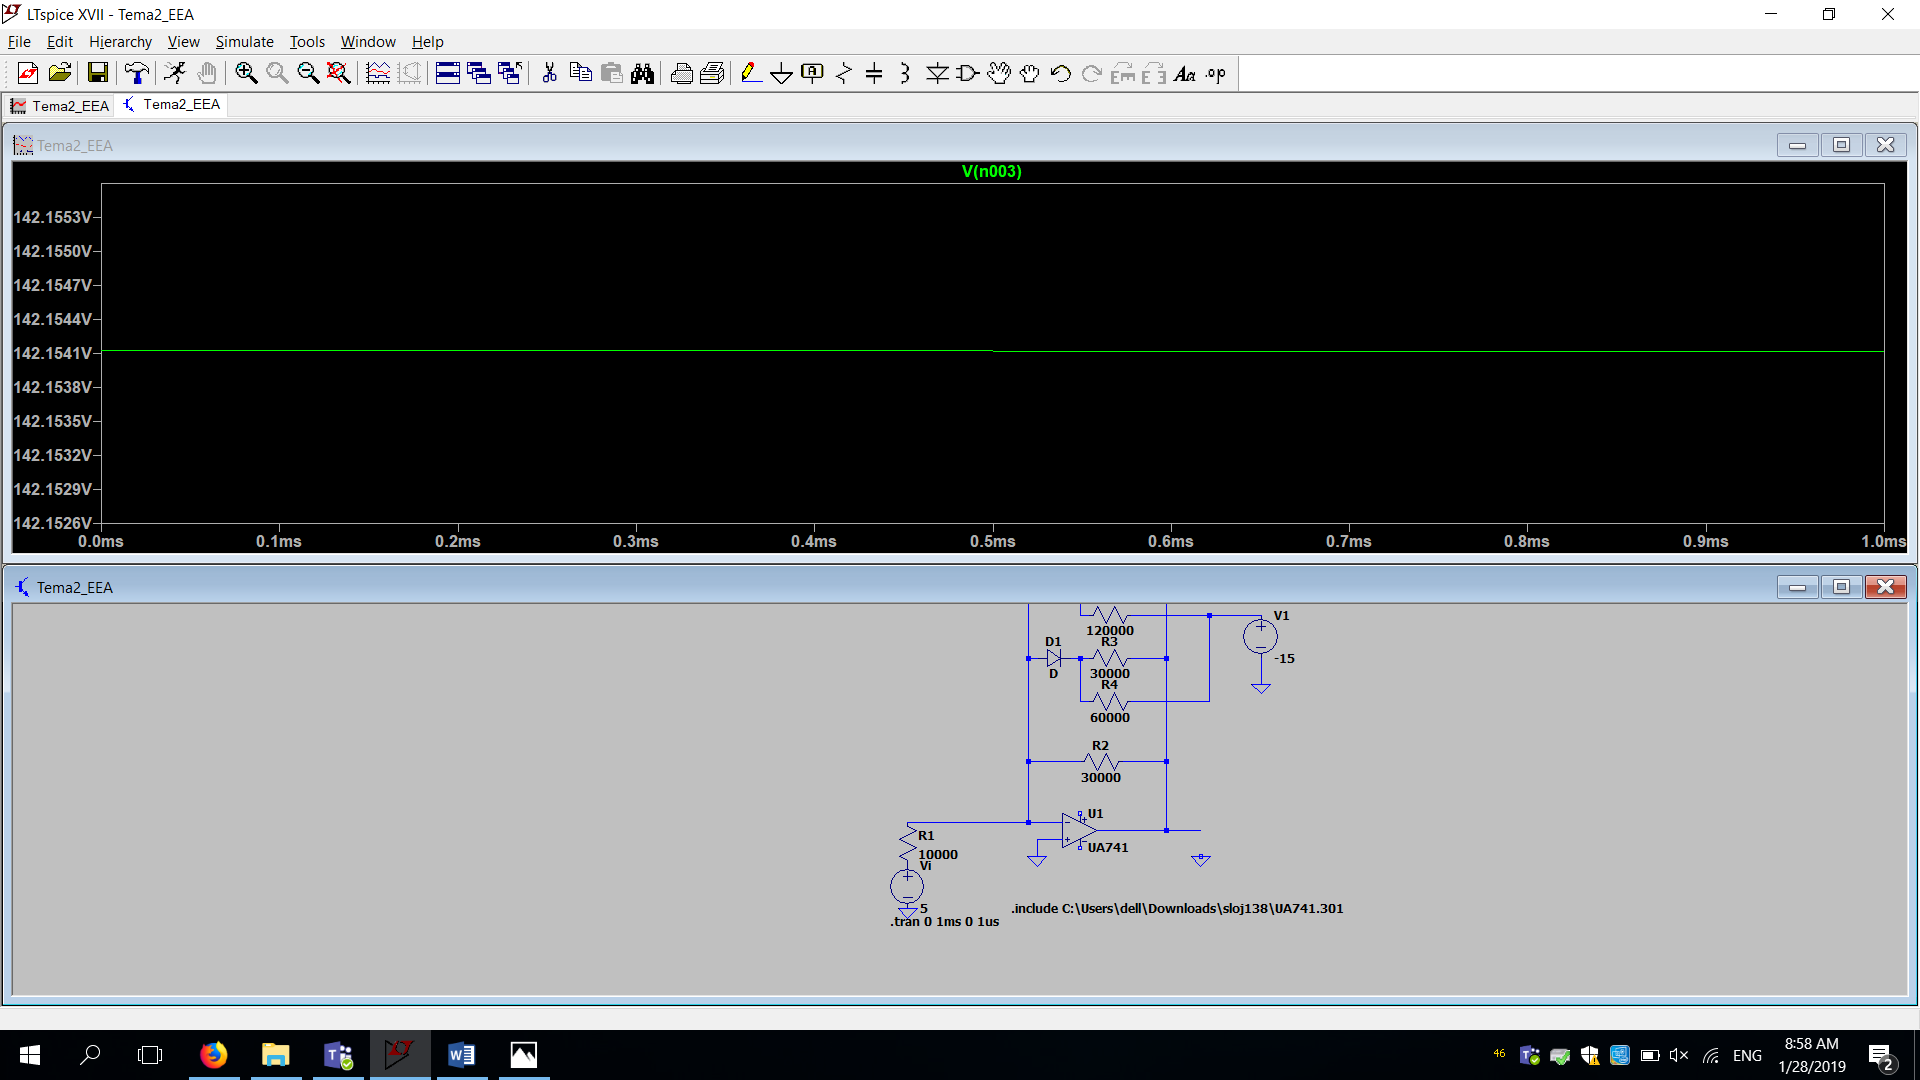 LTspice XVII - Tema2_EEA
File Edit Hierarchy View Simulate Tools Window Help
.op
Tema2_EEA Tema2_EEA
Tema2_EEA
V(n003)
142.1553V
142.1550V
142.1547V
142.1544V
142.1541V
142.1538V
142.1535V
142.1532V
142.1529V
142.1526V
0.0ms 0.1ms 0.2ms 0.3ms 0.4ms 0.5ms 0.6ms 0.7ms 0.8ms 0.9ms 1.0ms
Tema2_EEA
120000
V1
-15
D1
D
R3
30000
R4
60000
R2
30000
U1
UA741
R1
10000
Vi
5
.tran 0 1ms 0 1us
.include C:\Users\dell\Downloads\sloj138\UA741.301
46
ENG
8:58 AM
1/28/2019
2